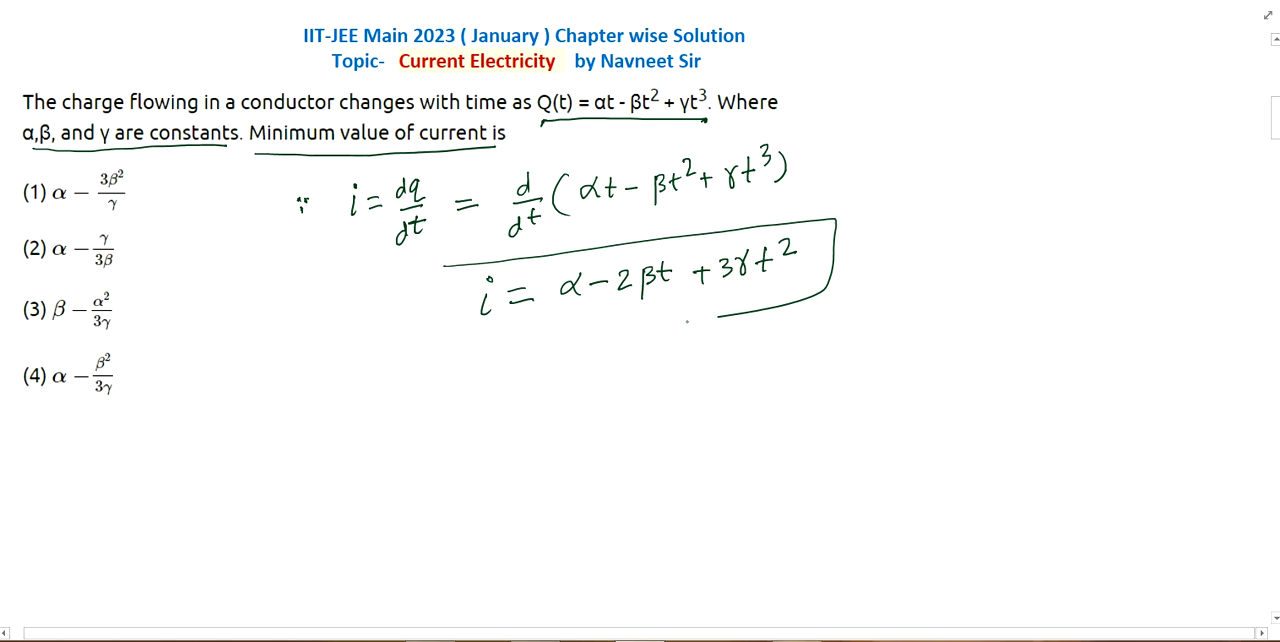 IIT-JEE Main 2023 ( January ) Chapter wise Solution
Topic- Current Electricity by Navneet Sir
The charge flowing in a conductor changes with time as Q(t) = αt - βt² + γt³. Where
α,β, and γ are constants. Minimum value of current is
(1) α − 3β²/γ
(2) α − γ/3β
(3) β − α²/3γ
(4) α − β²/3γ
∵ i = dq/dt = d/dt (αt − βt² + γt³)
i = α − 2βt + 3γt²